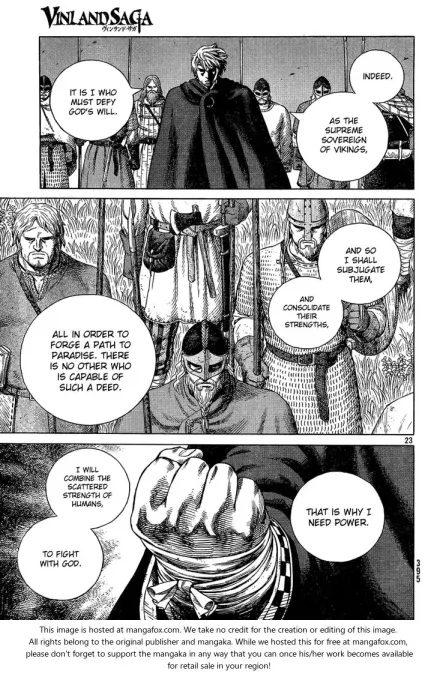 VINLAND SAGA
ヴィンランド・サガ
INDEED.
AS THE
SUPREME
SOVEREIGN
OF VIKINGS,
IT IS I WHO
MUST DEFY
GOD'S WILL.
AND SO
I SHALL
SUBJUGATE
THEM,
AND
CONSOLIDATE
THEIR
STRENGTHS,
ALL IN ORDER TO
FORGE A PATH TO
PARADISE. THERE
IS NO OTHER WHO
IS CAPABLE OF
SUCH A DEED.
23
THAT IS WHY I
NEED POWER.
I WILL
COMBINE THE
SCATTERED
STRENGTH OF
HUMANS,
TO FIGHT
WITH GOD.
395
This image is hosted at mangafox.com. We take no credit for the creation or editing of this image.
All rights belong to the original publisher and mangaka. While we hosted this for free at mangafox.com,
please don't forget to support the mangaka in any way that you can once his/her work becomes available
for retail sale in your region!